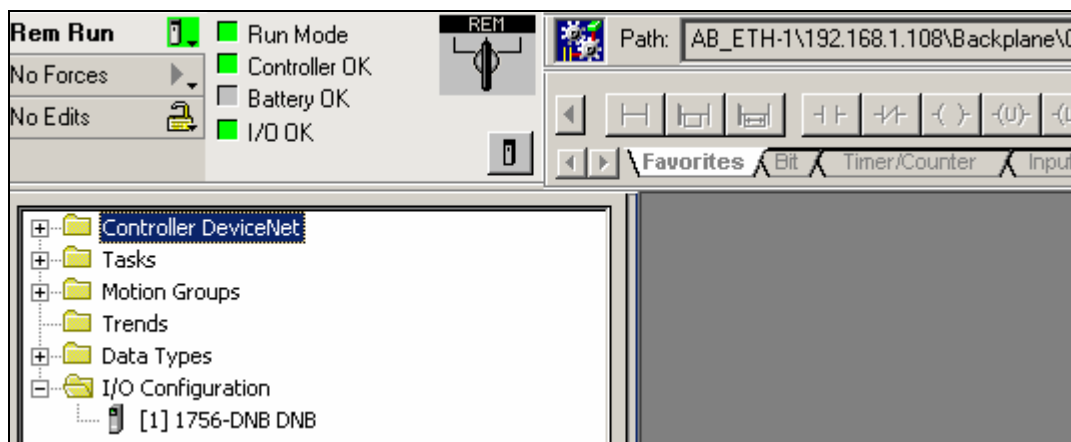 Rem Run
No Forces
No Edits
Run Mode
Controller OK
Battery OK
I/O OK
REM
Path: AB_ETH-1\192.168.1.108\Backplane\
Favorites Bit Timer/Counter Input
Controller DeviceNet
Tasks
Motion Groups
Trends
Data Types
I/O Configuration
[1] 1756-DNB DNB